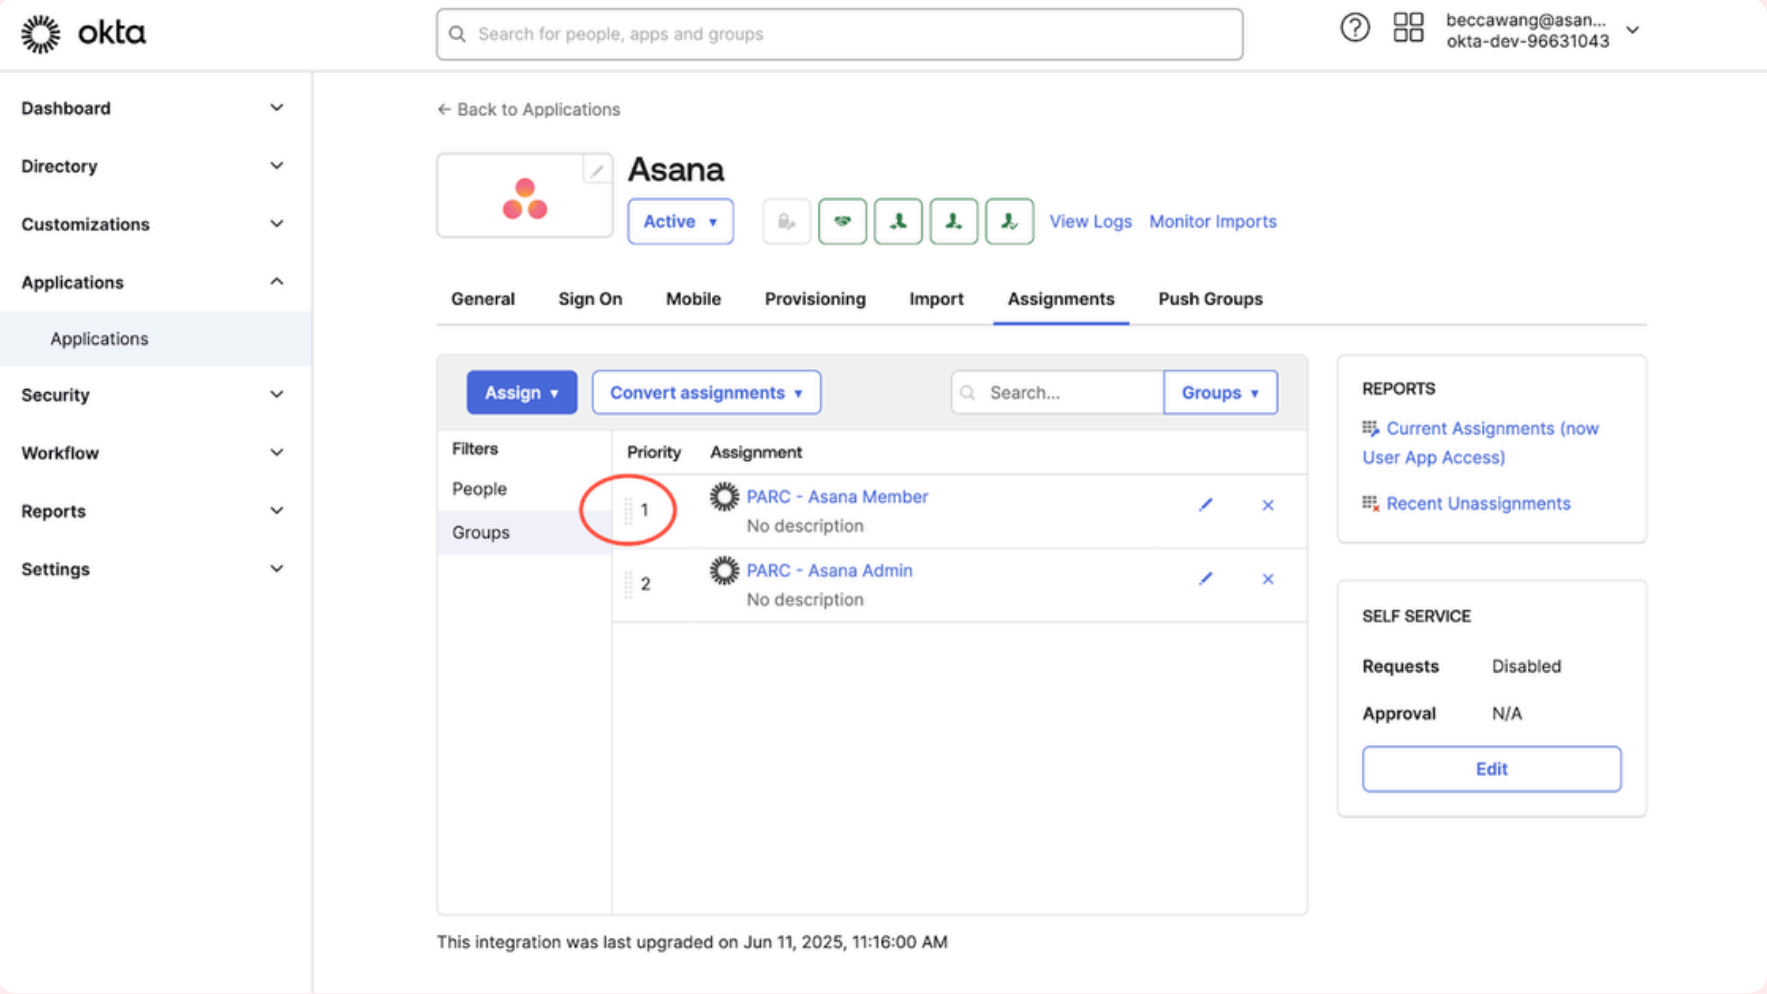 okta
Search for people, apps and groups
beccawang@asan...
okta-dev-96631043
Dashboard
Directory
Customizations
Applications
Applications
Security
Workflow
Reports
Settings
← Back to Applications
Asana
Active
View Logs
Monitor Imports
General
Sign On
Mobile
Provisioning
Import
Assignments
Push Groups
Assign
Convert assignments
Search...
Groups
Filters
People
Groups
Priority
Assignment
1
PARC - Asana Member
No description
2
PARC - Asana Admin
No description
REPORTS
Current Assignments (now
User App Access)
Recent Unassignments
SELF SERVICE
Requests Disabled
Approval N/A
Edit
This integration was last upgraded on Jun 11, 2025, 11:16:00 AM